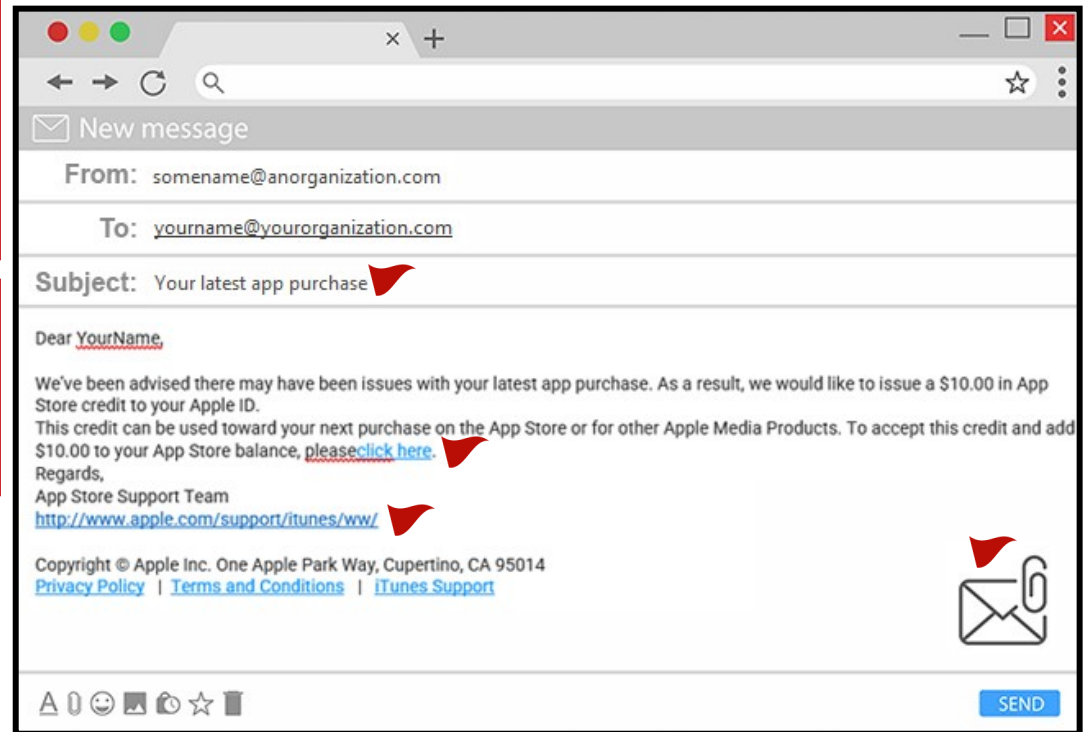 New message
From: somename@anorganization.com
To: yourname@yourorganization.com
Subject: Your latest app purchase
Dear YourName,
We've been advised there may have been issues with your latest app purchase. As a result, we would like to issue a $10.00 in App
Store credit to your Apple ID.
This credit can be used toward your next purchase on the App Store or for other Apple Media Products. To accept this credit and add
$10.00 to your App Store balance, pleaseclick here.
Regards,
App Store Support Team
http://www.apple.com/support/itunes/ww/
Copyright © Apple Inc. One Apple Park Way, Cupertino, CA 95014
Privacy Policy | Terms and Conditions | iTunes Support
A
SEND